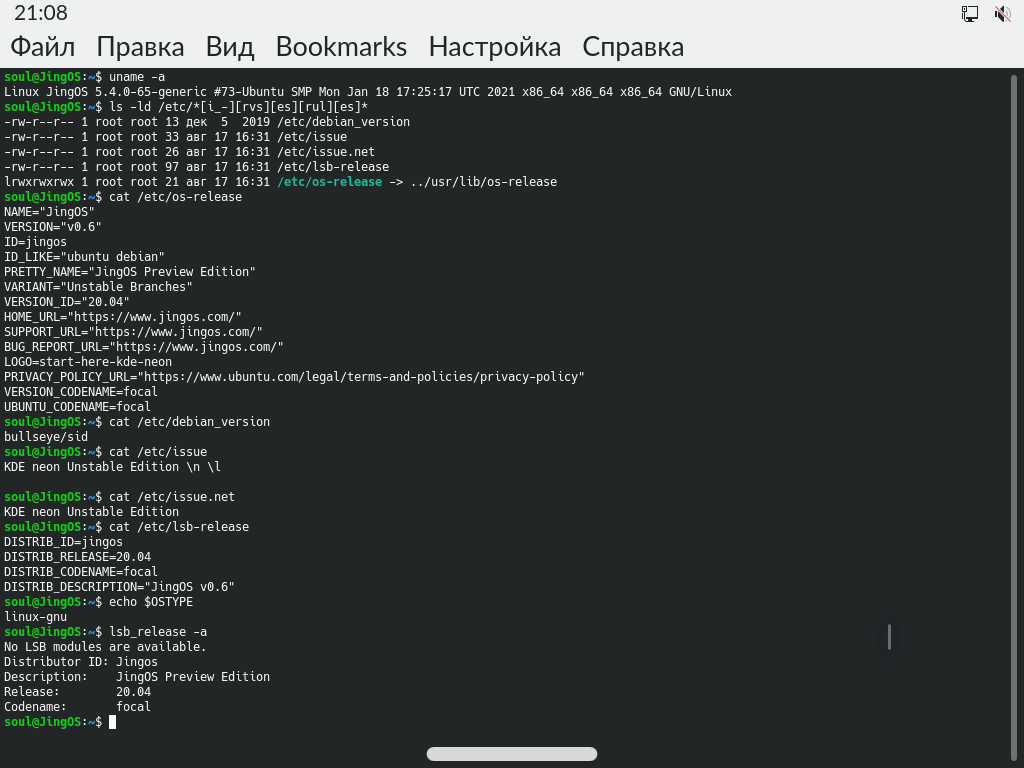 21:08
Файл Правка Вид Bookmarks Настройка Справка
soul@JingOS:~$ uname -a
Linux JingOS 5.4.0-65-generic #73-Ubuntu SMP Mon Jan 18 17:25:17 UTC 2021 x86_64 x86_64 x86_64 GNU/Linux
soul@JingOS:~$ ls -ld /etc/*[i_-][rvs][es][rul][es]*
-rw-r--r-- 1 root root 13 дек  5  2019 /etc/debian_version
-rw-r--r-- 1 root root 33 авг 17 16:31 /etc/issue
-rw-r--r-- 1 root root 26 авг 17 16:31 /etc/issue.net
-rw-r--r-- 1 root root 97 авг 17 16:31 /etc/lsb-release
lrwxrwxrwx 1 root root 21 авг 17 16:31 /etc/os-release -> ../usr/lib/os-release
soul@JingOS:~$ cat /etc/os-release
NAME="JingOS"
VERSION="v0.6"
ID=jingos
ID_LIKE="ubuntu debian"
PRETTY_NAME="JingOS Preview Edition"
VARIANT="Unstable Branches"
VERSION_ID="20.04"
HOME_URL="https://www.jingos.com/"
SUPPORT_URL="https://www.jingos.com/"
BUG_REPORT_URL="https://www.jingos.com/"
LOGO=start-here-kde-neon
PRIVACY_POLICY_URL="https://www.ubuntu.com/legal/terms-and-policies/privacy-policy"
VERSION_CODENAME=focal
UBUNTU_CODENAME=focal
soul@JingOS:~$ cat /etc/debian_version
bullseye/sid
soul@JingOS:~$ cat /etc/issue
KDE neon Unstable Edition \n \l

soul@JingOS:~$ cat /etc/issue.net
KDE neon Unstable Edition
soul@JingOS:~$ cat /etc/lsb-release
DISTRIB_ID=jingos
DISTRIB_RELEASE=20.04
DISTRIB_CODENAME=focal
DISTRIB_DESCRIPTION="JingOS v0.6"
soul@JingOS:~$ echo $OSTYPE
linux-gnu
soul@JingOS:~$ lsb_release -a
No LSB modules are available.
Distributor ID: Jingos
Description:    JingOS Preview Edition
Release:        20.04
Codename:       focal
soul@JingOS:~$